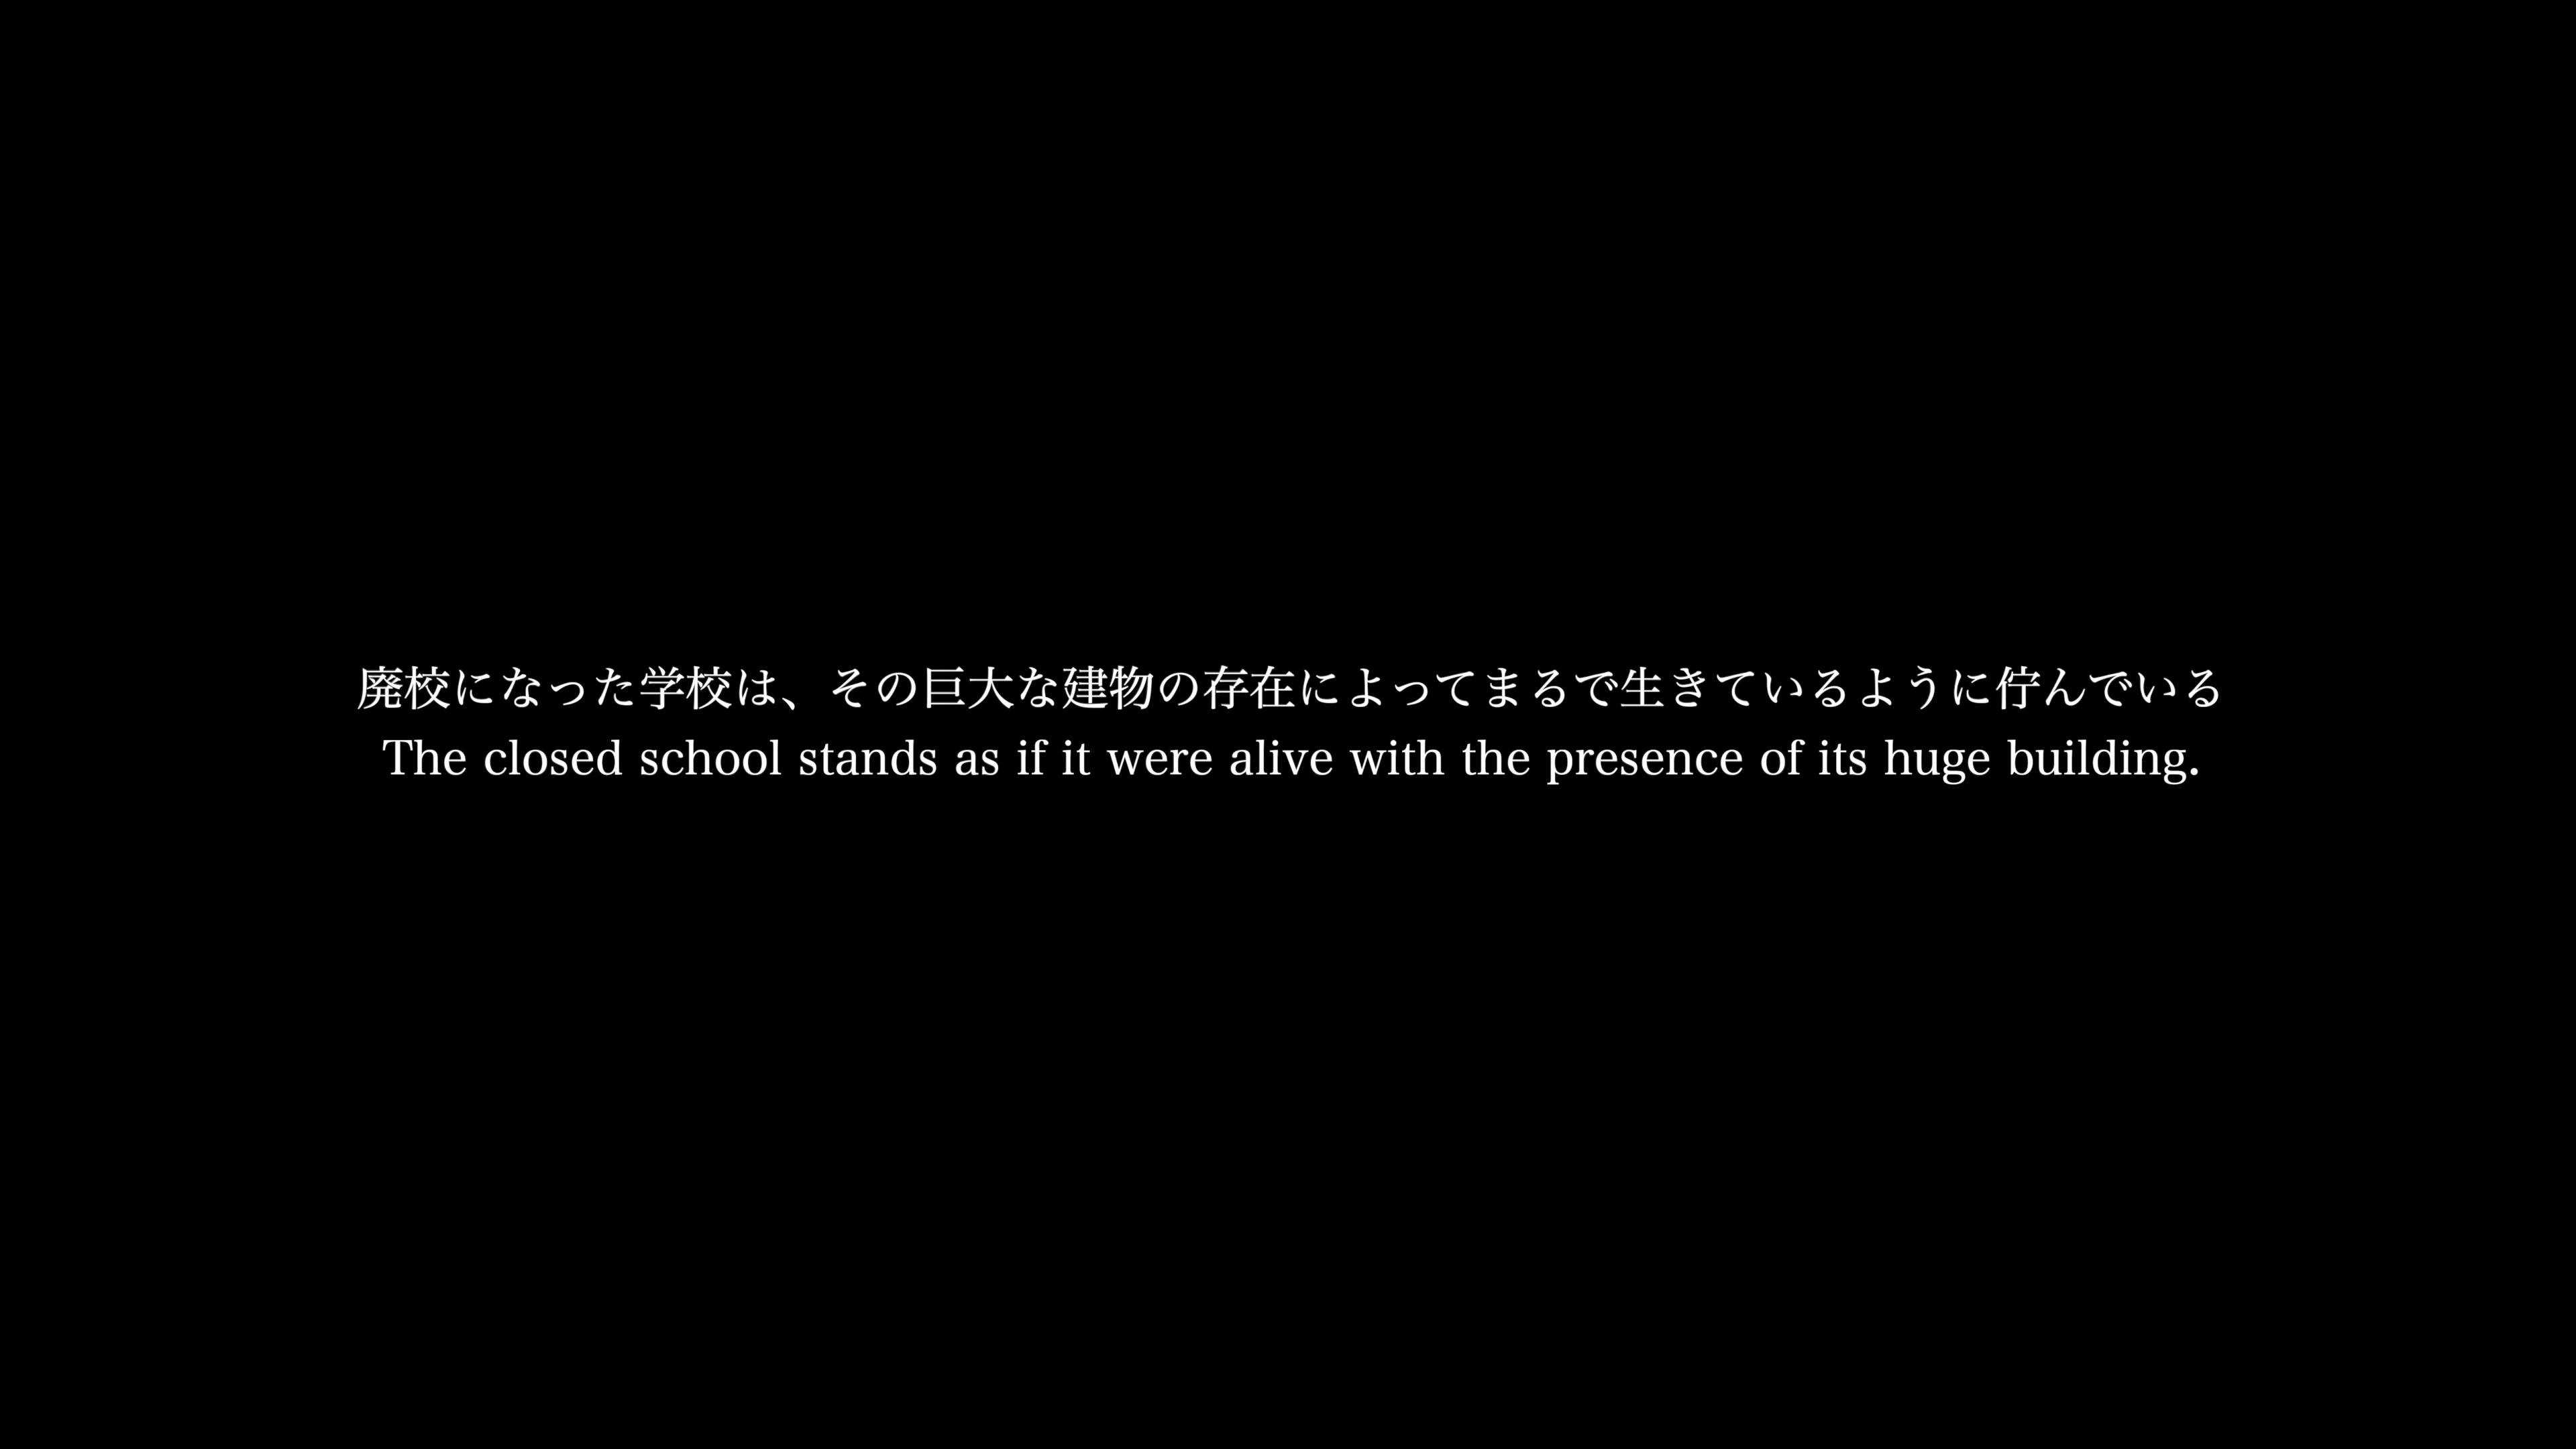 廃校になった学校は、その巨大な建物の存在によってまるで生きているように佇んでいる
The closed school stands as if it were alive with the presence of its huge building.